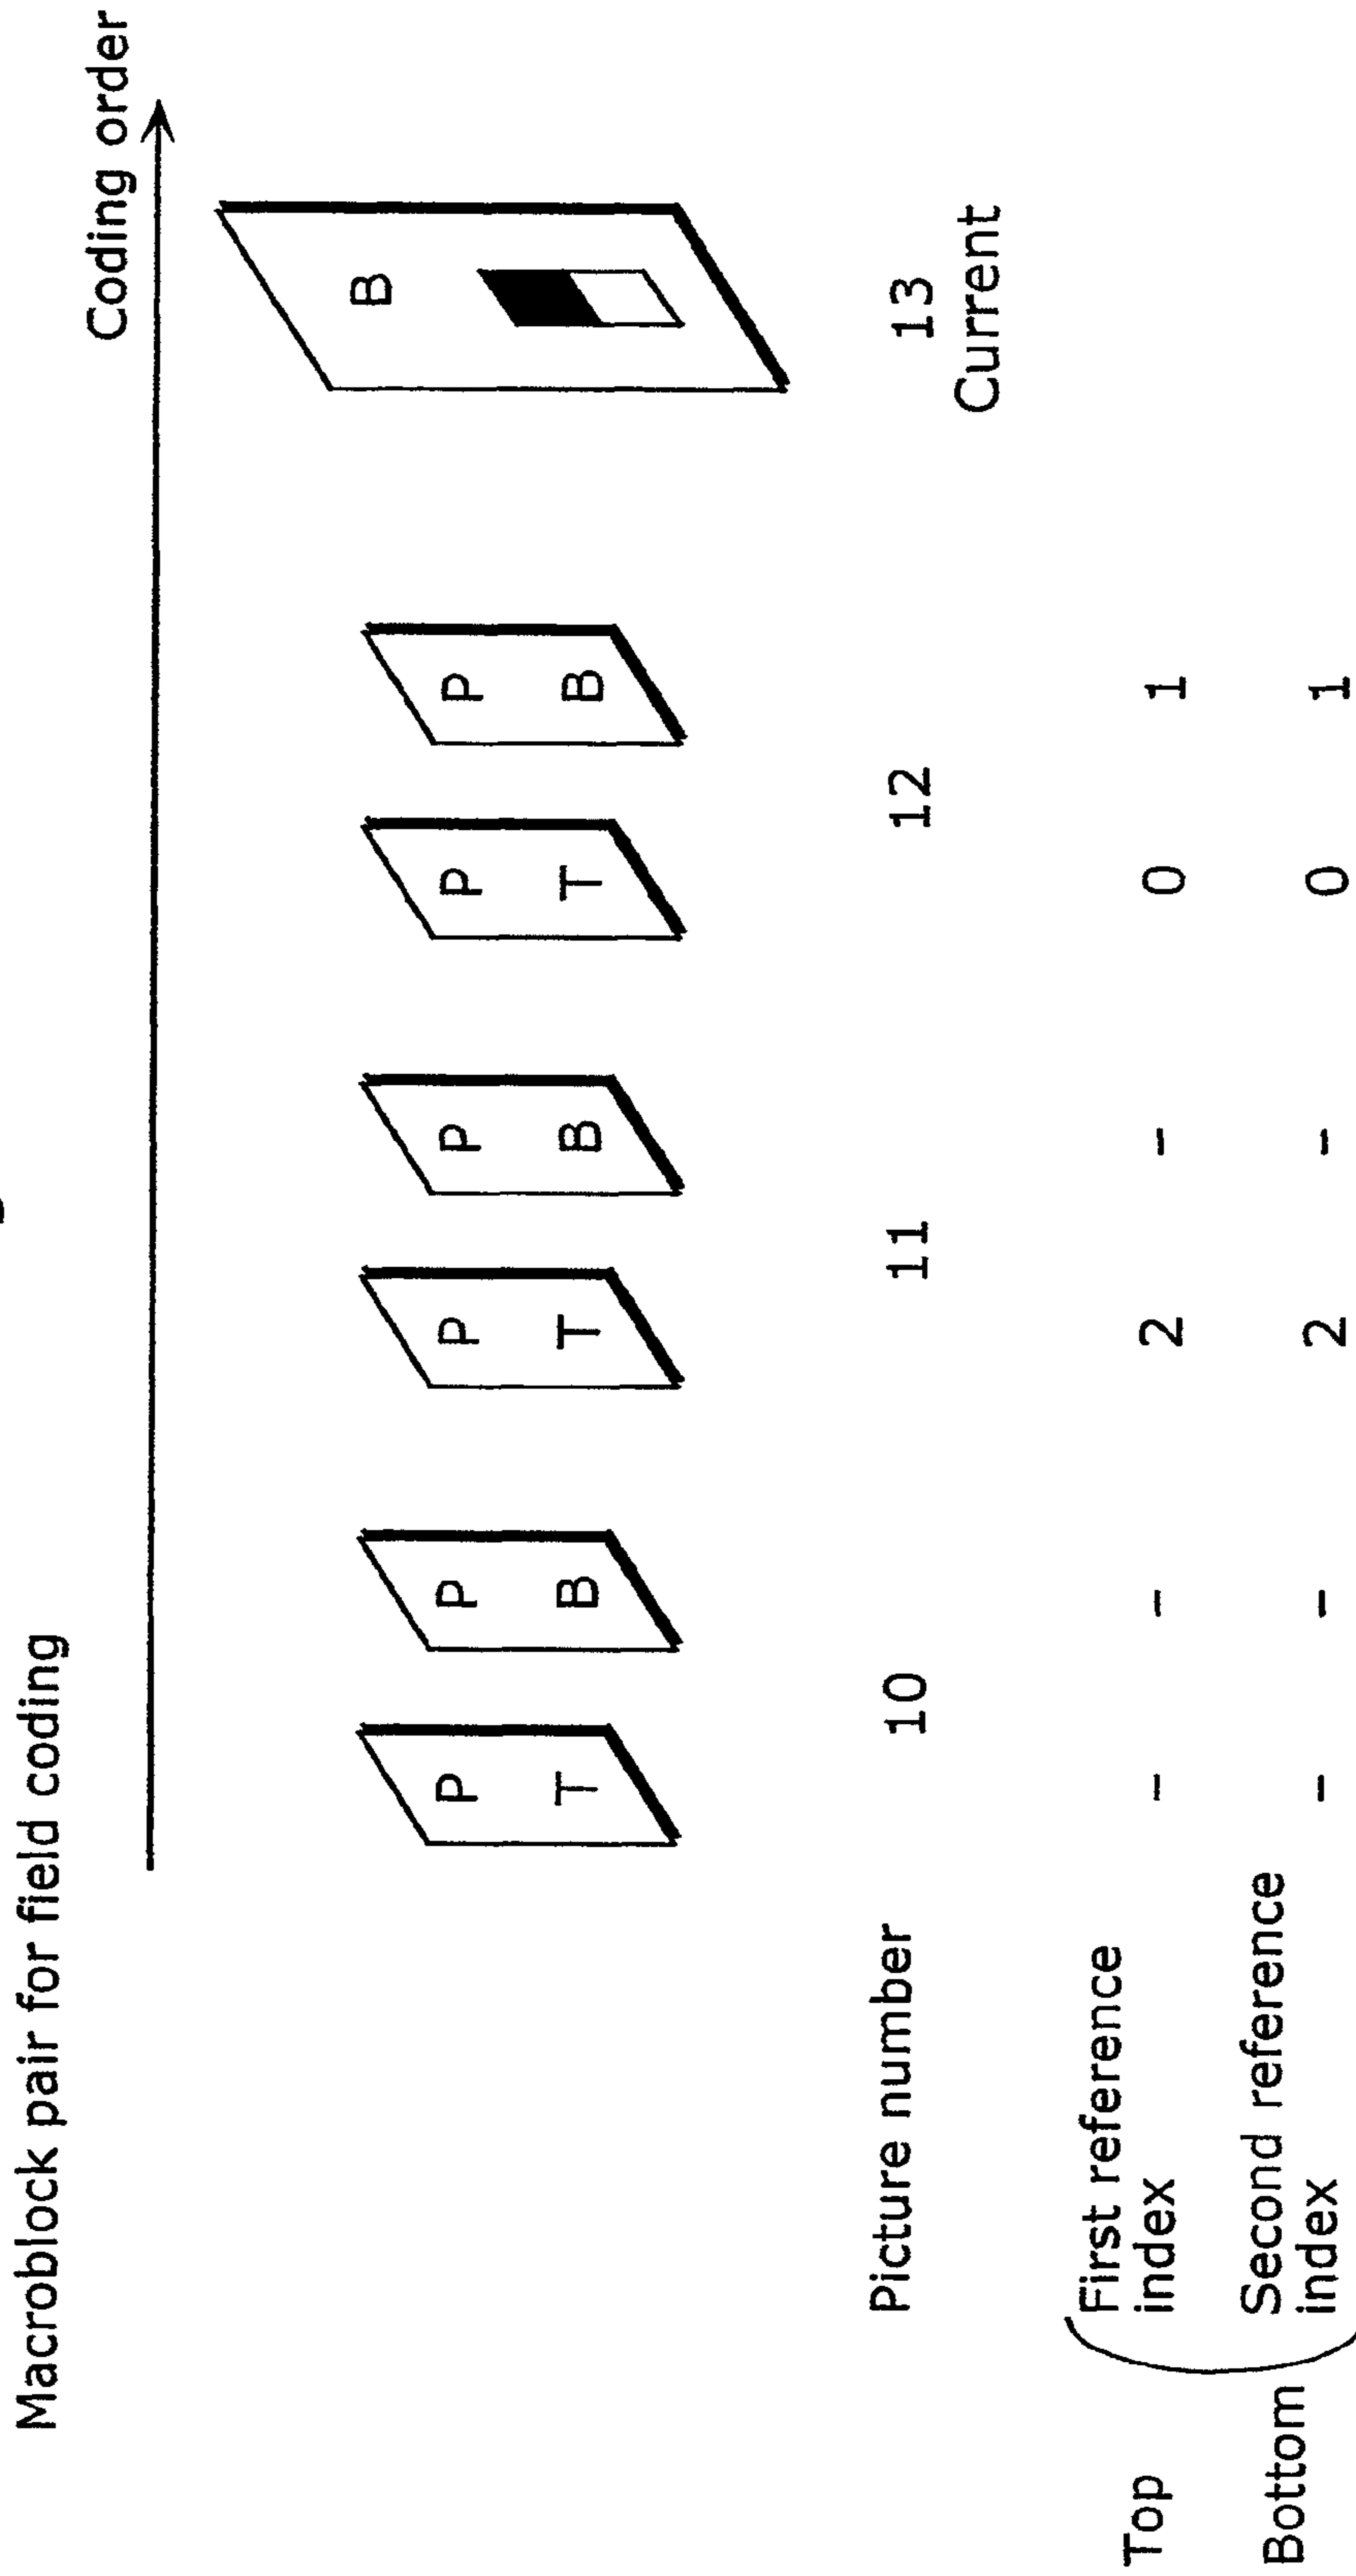 Macroblock pair for field coding
Coding order
P P P P P P B
T B T B T B
Picture number 10 11 12 13
Current
Top
First reference
index
– – 2 – 0 1
Bottom
Second reference
index
– – 2 – 0 1